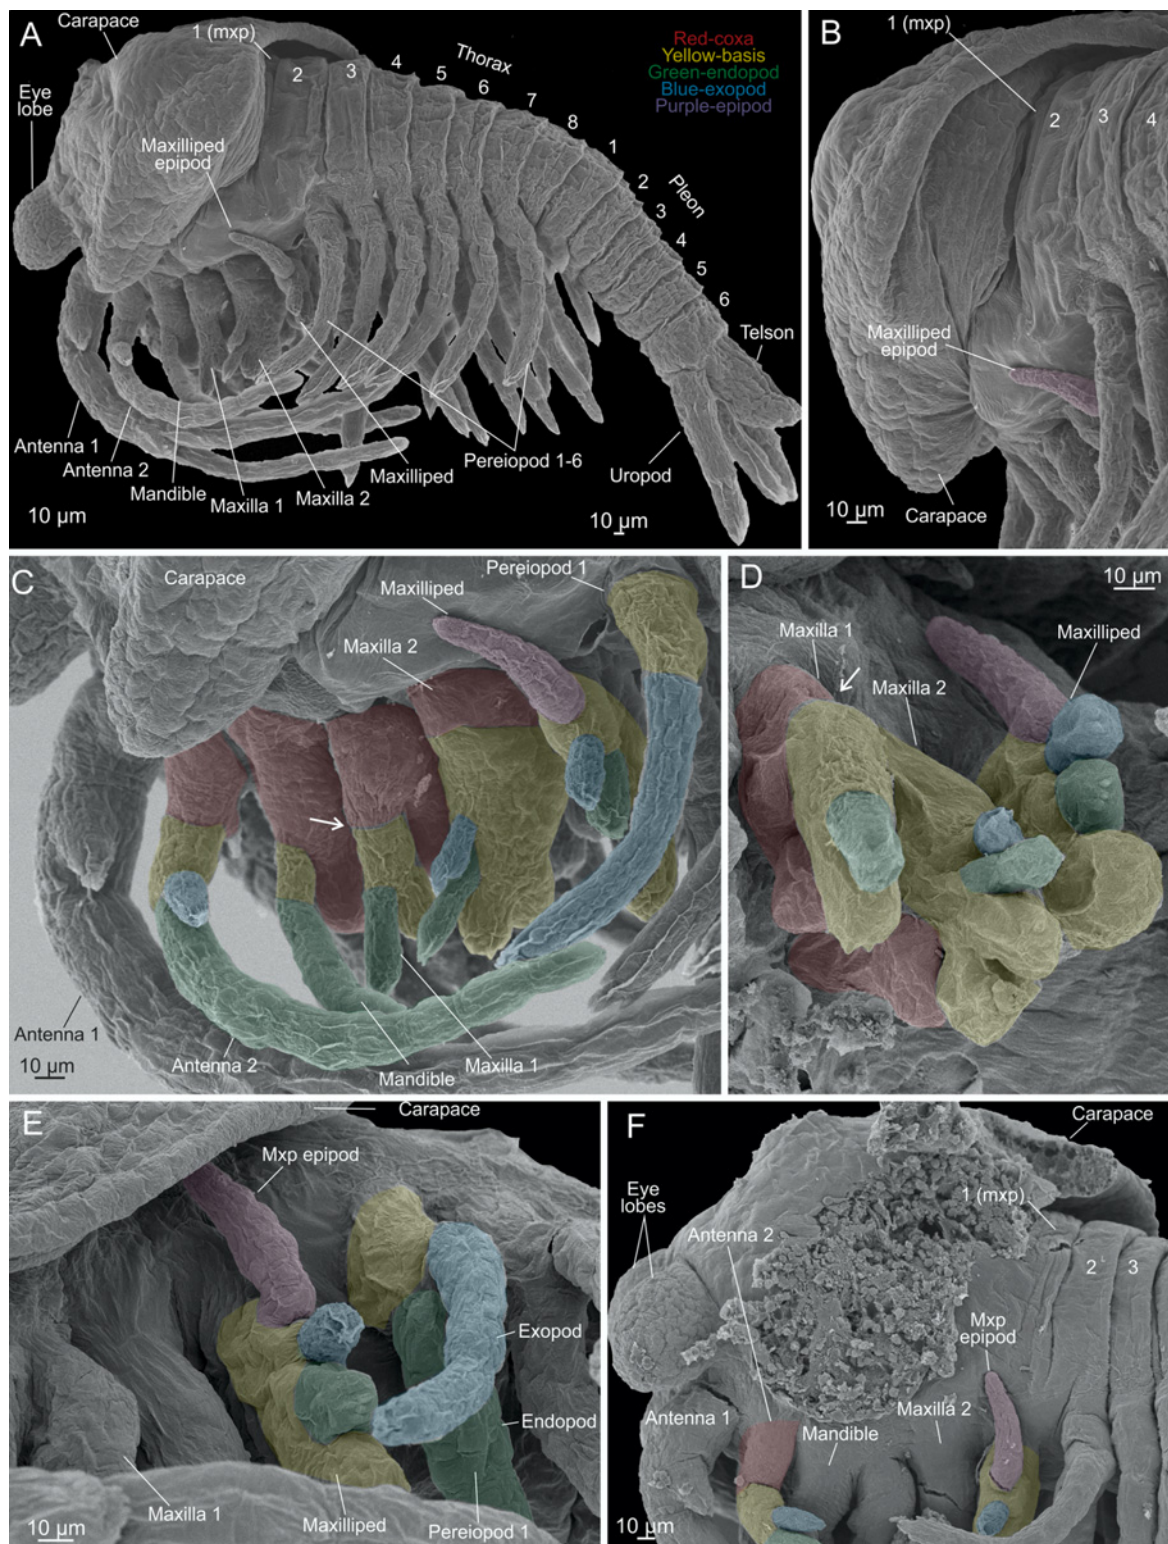 A
Carapace
1 (mxp)
2
3
4
5
Thorax
6
7
8
1
2
Pleon
3
4
5
6
Red-coxa
Yellow-basis
Green-endopod
Blue-exopod
Purple-epipod
Eye
lobe
Maxilliped
epipod
Telson
Antenna 1
Antenna 2
Mandible
Maxilla 1
Maxilla 2
Maxilliped
Pereiopod 1-6
Uropod
10 µm
10 µm
B
1 (mxp)
2
3
4
Maxilliped
epipod
Carapace
10 µm
C
Carapace
Pereiopod 1
Maxilliped
Maxilla 2
Antenna 1
10 µm
Antenna 2
Mandible
Maxilla 1
D
10 µm
Maxilla 1
Maxilliped
Maxilla 2
E
Carapace
Mxp epipod
Exopod
Endopod
Maxilla 1
Maxilliped
Pereiopod 1
10 µm
F
Carapace
Eye
lobes
1 (mxp)
Antenna 2
2
3
Mxp
epipod
Antenna 1
Maxilla 2
Mandible
10 µm